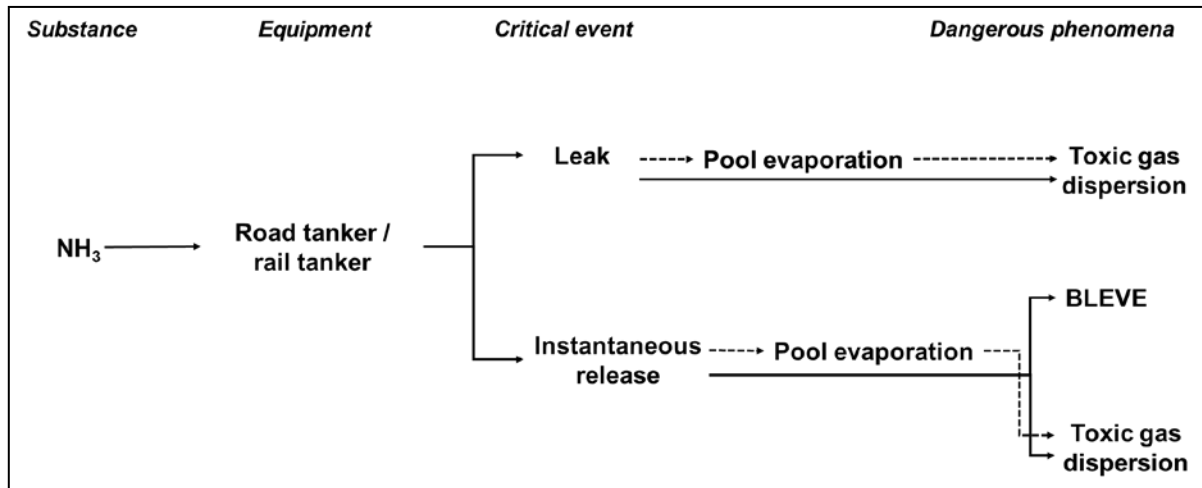 Substance Equipment Critical event Dangerous phenomena
Leak Pool evaporation Toxic gas
dispersion
NH₃ Road tanker /
rail tanker
BLEVE
Instantaneous
release Pool evaporation
Toxic gas
dispersion